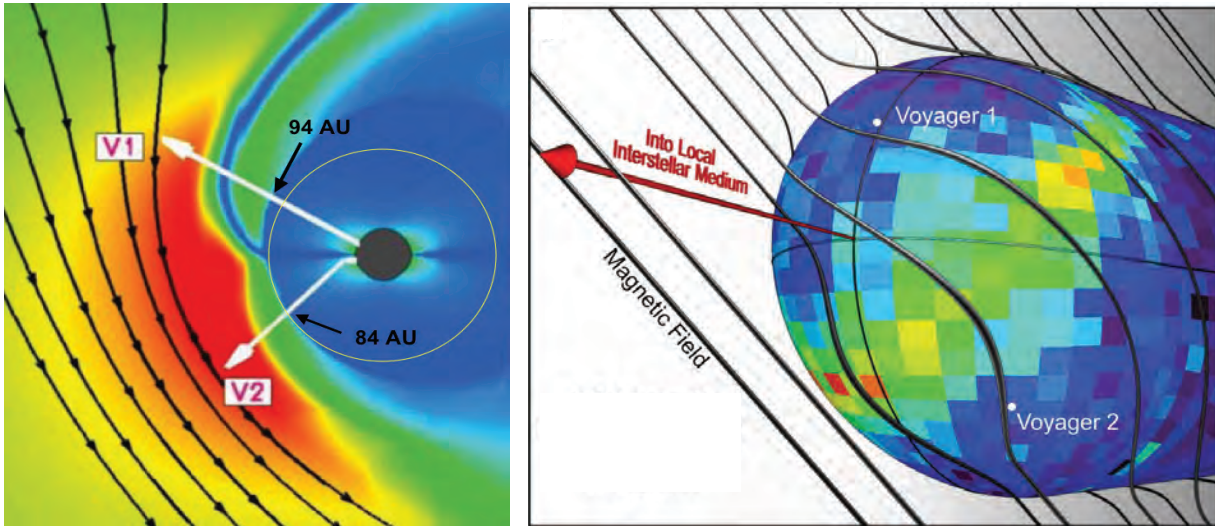 94 AU
V1
84 AU
V2
Voyager 1
Into Local
Interstellar Medium
Magnetic Field
Voyager 2